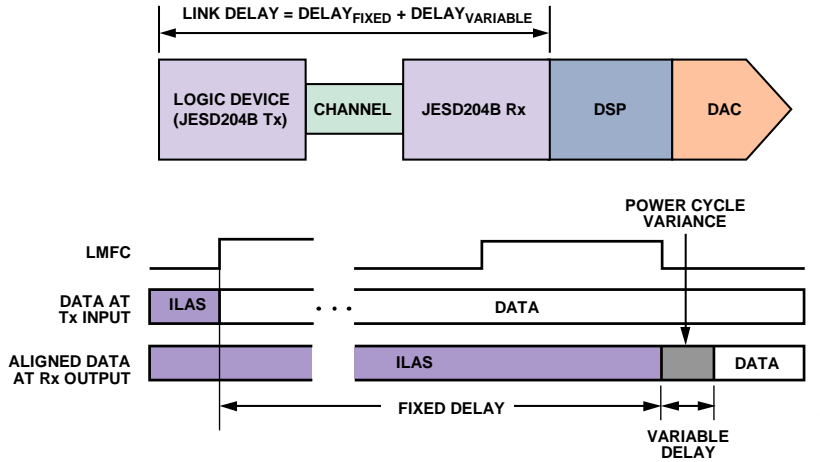 LINK DELAY = DELAYFIXED + DELAYVARIABLE
LOGIC DEVICE
(JESD204B Tx)
CHANNEL
JESD204B Rx
DSP
DAC
POWER CYCLE
VARIANCE
LMFC
DATA AT
Tx INPUT
ILAS
. . .
DATA
ALIGNED DATA
AT Rx OUTPUT
ILAS
DATA
FIXED DELAY
VARIABLE
DELAY